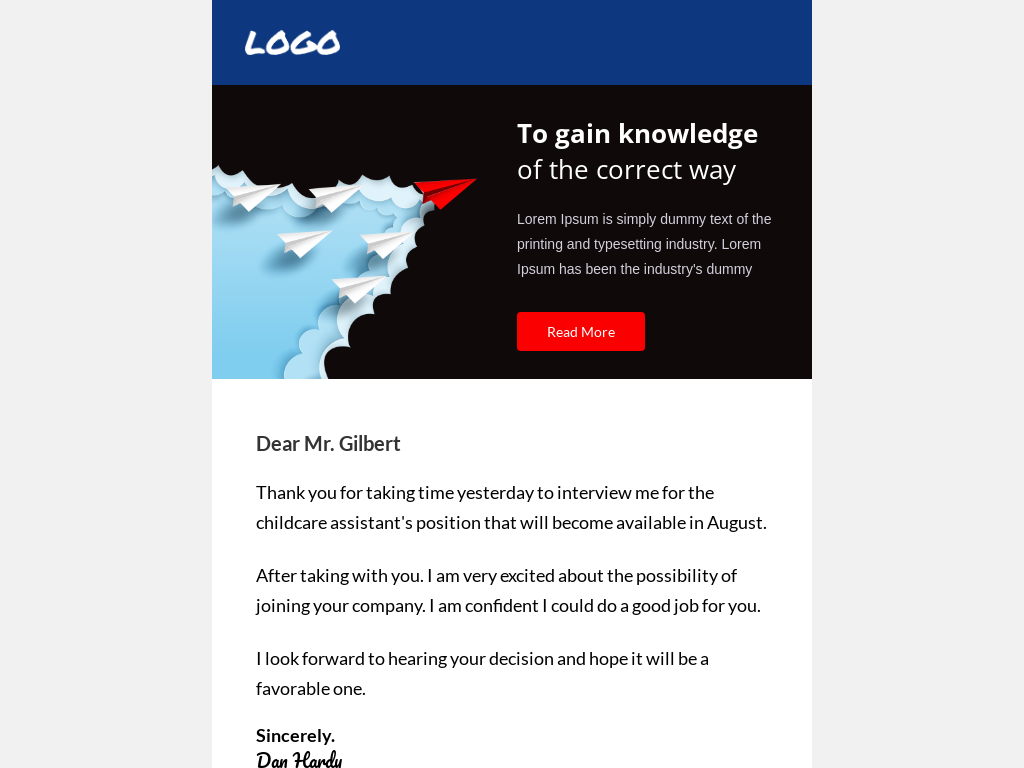 LOGO
To gain knowledge
of the correct way
Lorem Ipsum is simply dummy text of the
printing and typesetting industry. Lorem
Ipsum has been the industry's dummy
Read More
Dear Mr. Gilbert
Thank you for taking time yesterday to interview me for the
childcare assistant's position that will become available in August.
After taking with you. I am very excited about the possibility of
joining your company. I am confident I could do a good job for you.
I look forward to hearing your decision and hope it will be a
favorable one.
Sincerely.
Dan Hardy